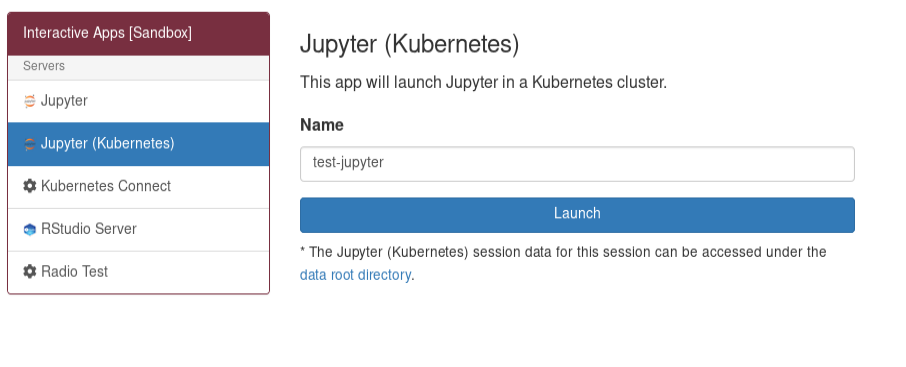 Interactive Apps [Sandbox]
Servers
Jupyter
Jupyter (Kubernetes)
Kubernetes Connect
RStudio Server
Radio Test
Jupyter (Kubernetes)
This app will launch Jupyter in a Kubernetes cluster.
Name
test-jupyter
Launch
* The Jupyter (Kubernetes) session data for this session can be accessed under the
data root directory.